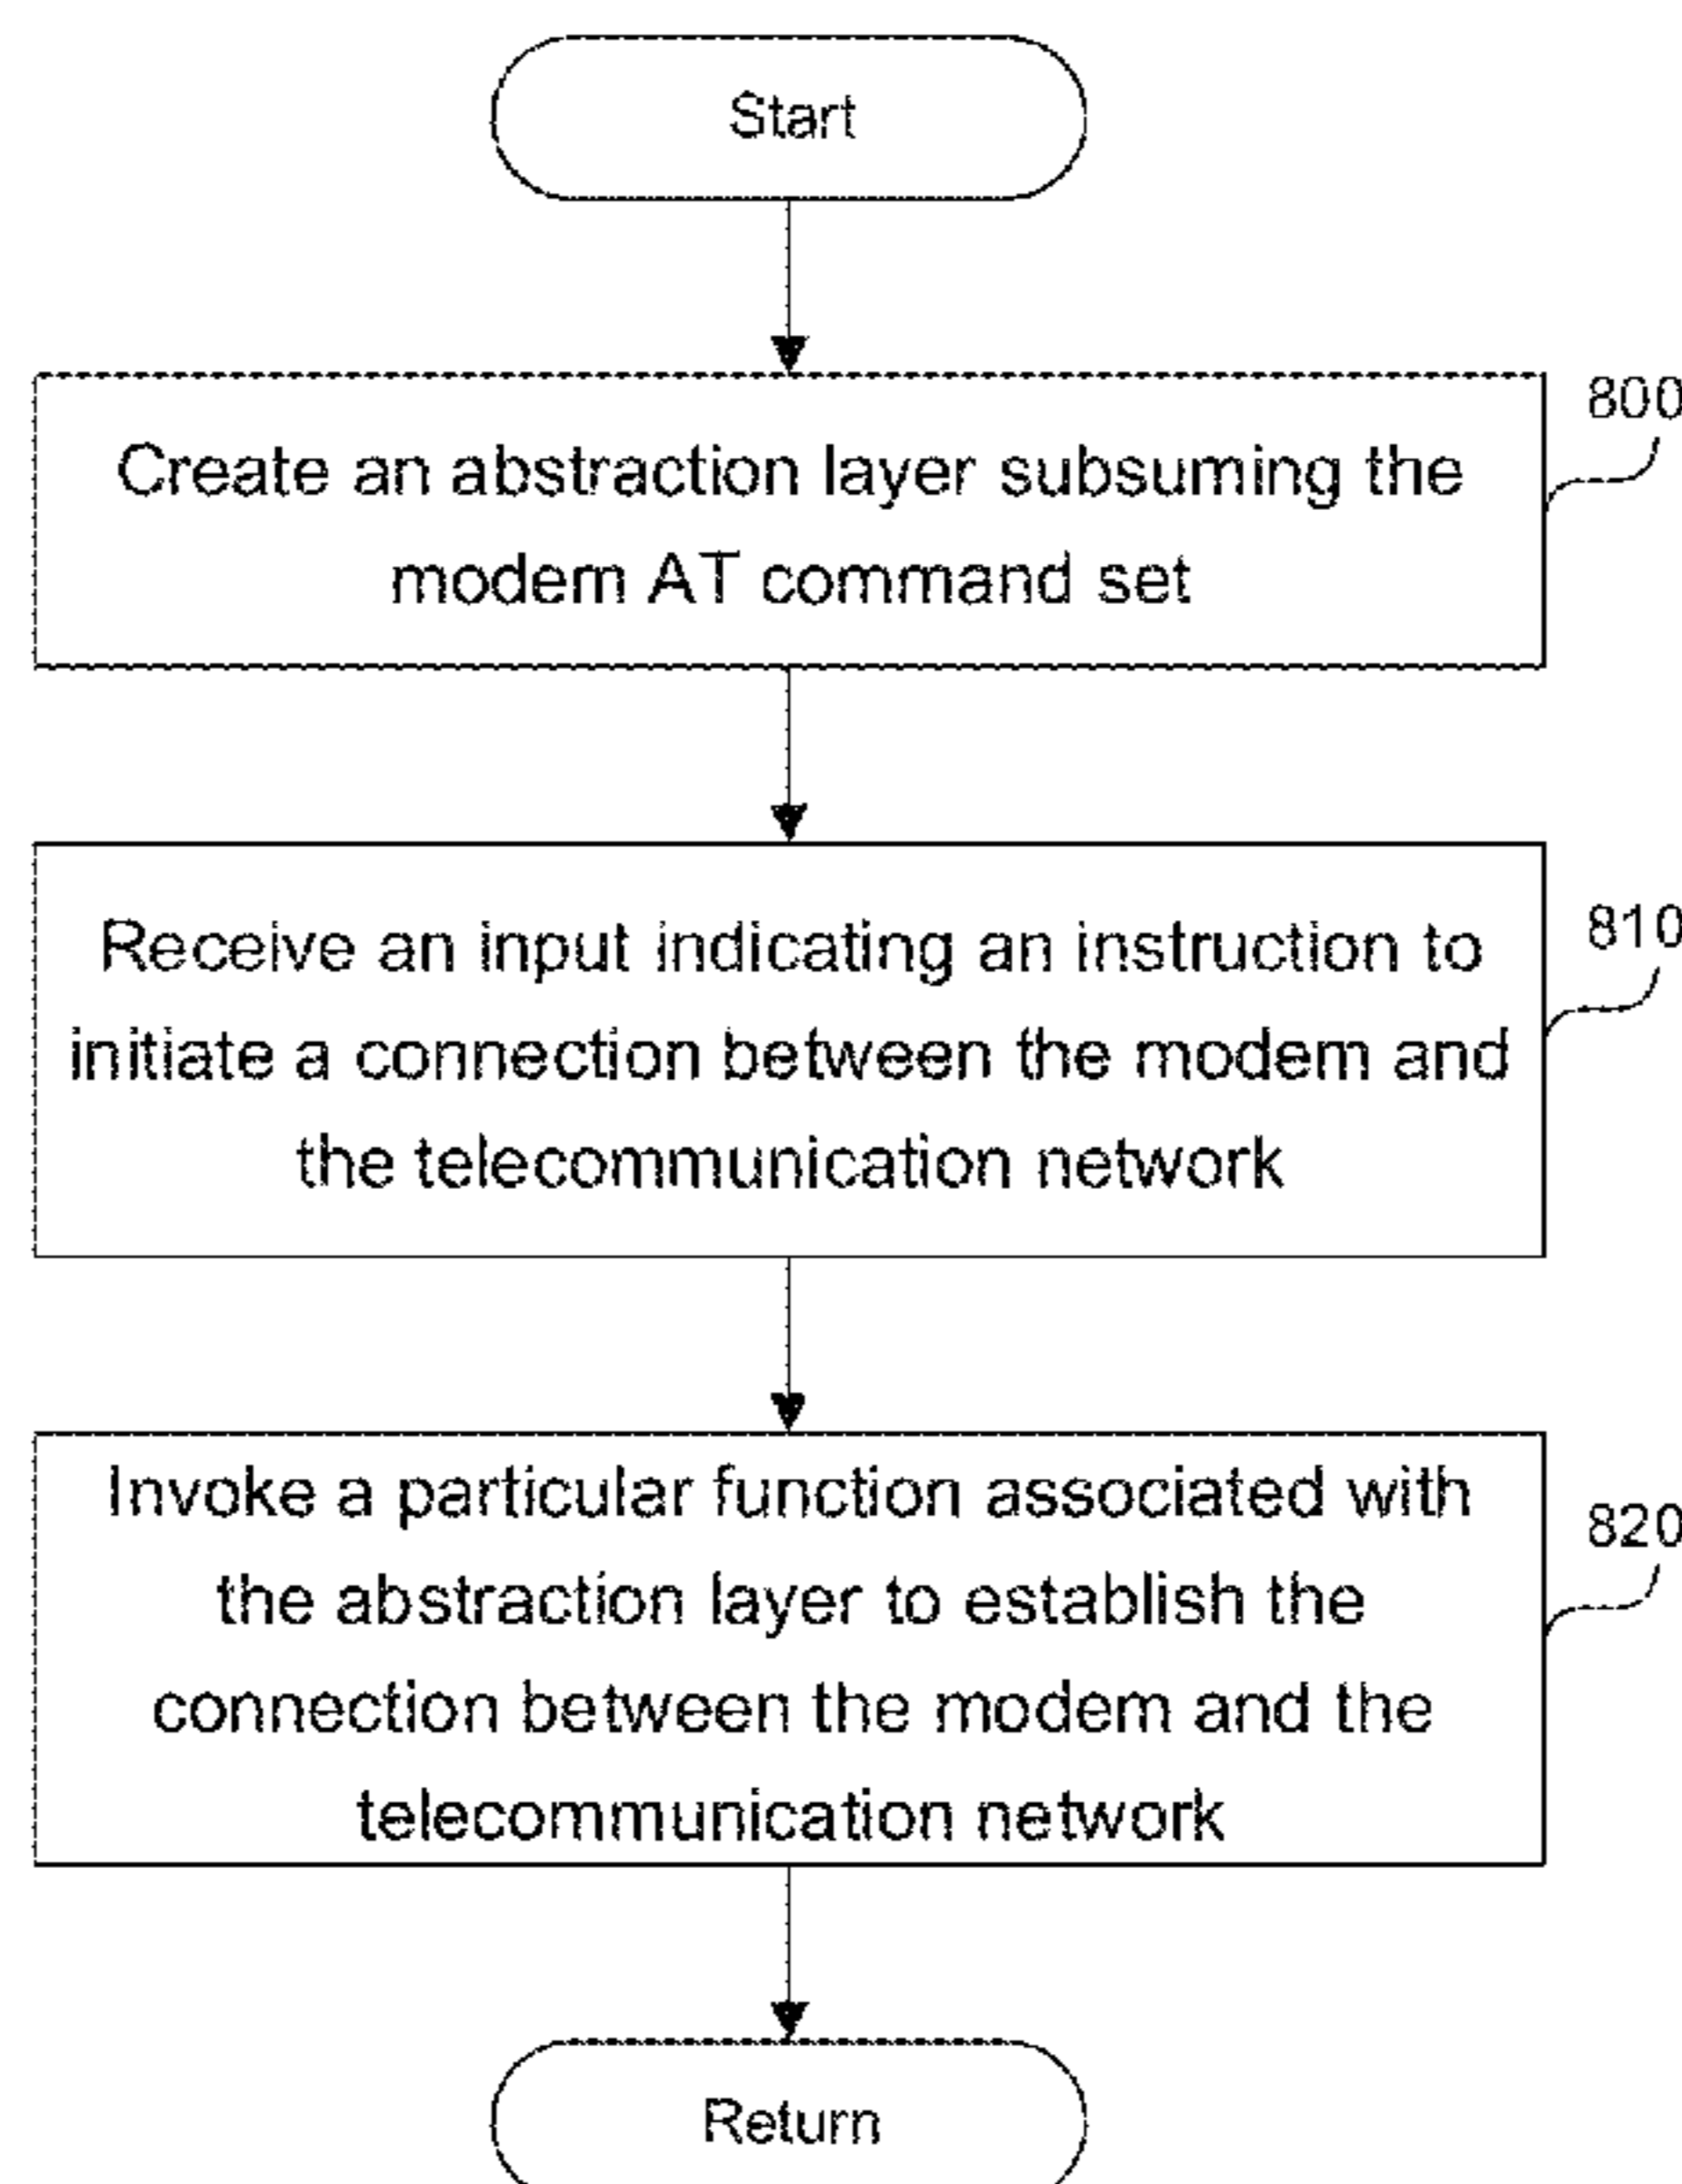 Start
800
Create an abstraction layer subsuming the
modem AT command set
810
Receive an input indicating an instruction to
initiate a connection between the modem and
the telecommunication network
820
Invoke a particular function associated with
the abstraction layer to establish the
connection between the modem and the
telecommunication network
Return